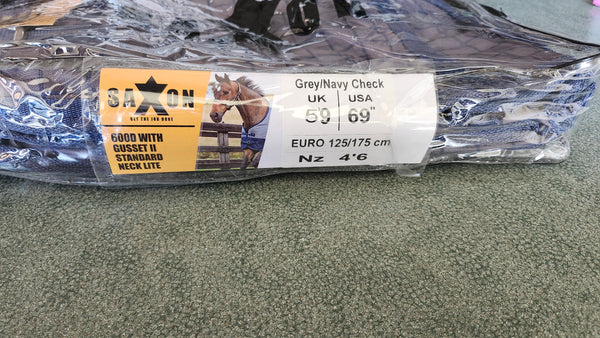 SAXON
GET THE JOB DONE
600D WITH
GUSSET II
STANDARD
NECK LITE
Grey/Navy Check
UK USA
5'9 69"
EURO 125/175 cm
Nz 4'6